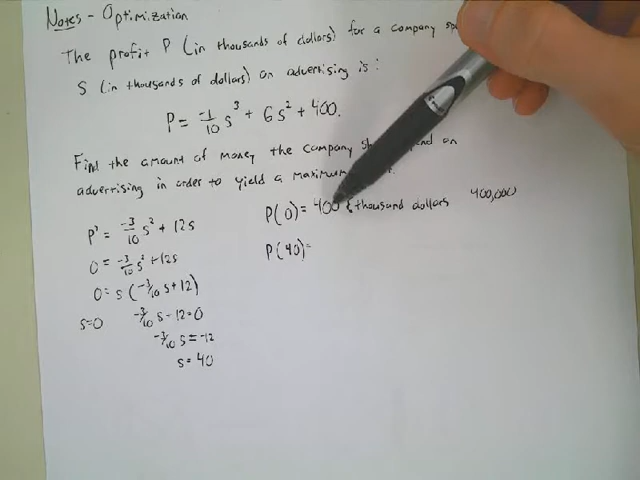 Notes - Optimization
The profit P (in thousands of dollars) for a company
S (in thousands of dollars) on advertising is:
P = -1/10 s³ + 6s² + 400.
Find the amount of money the company on
advertising in order to yield a maximum
P' = -3/10 s² + 12s
0 = -3/10 s² + 12s
0 = s (-3/10 s + 12)
s=0 -3/10 s - 12 = 0
-3/10 s = -12
s = 40
P(0) = 400 thousand dollars 400,000
P(40) =